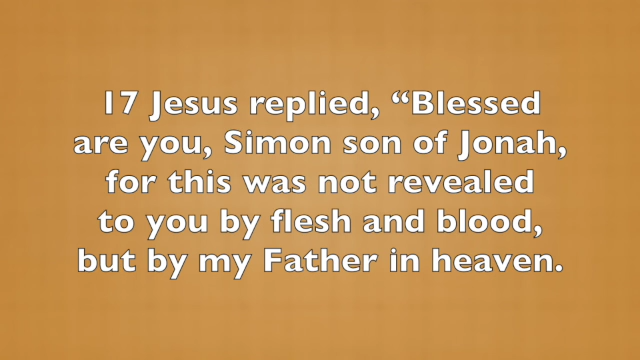 17 Jesus replied, “Blessed
are you, Simon son of Jonah,
for this was not revealed
to you by flesh and blood,
but by my Father in heaven.